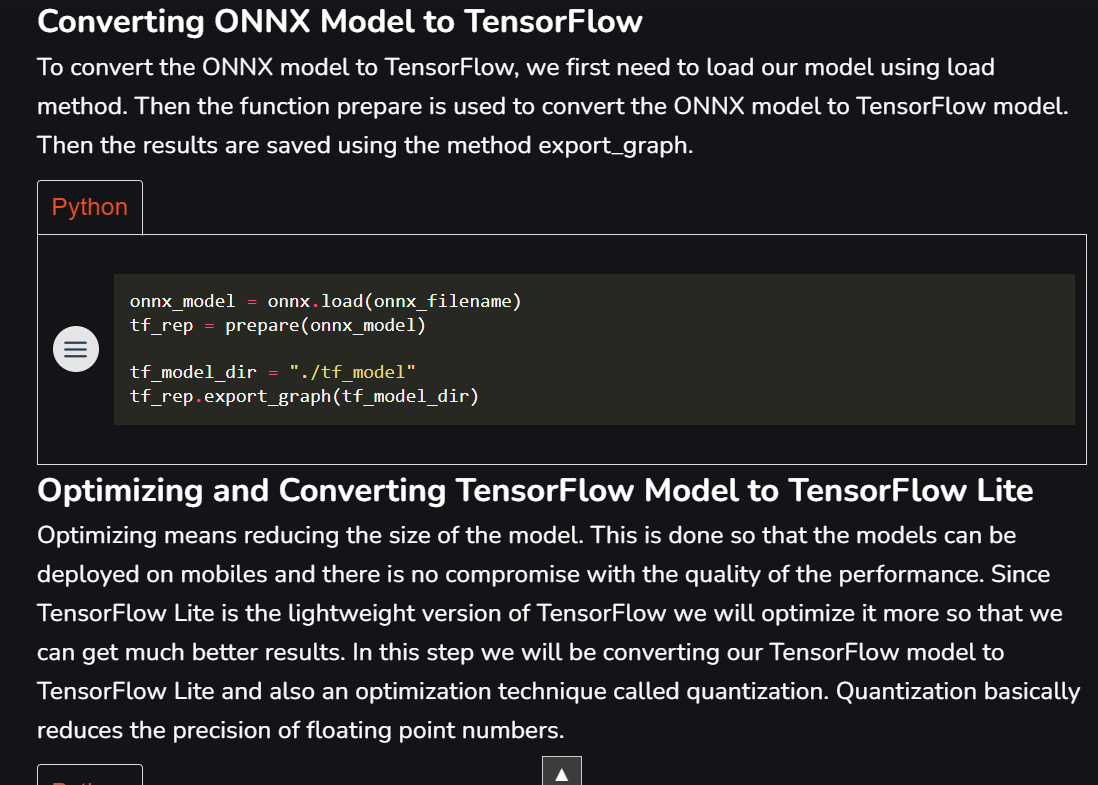 Converting ONNX Model to TensorFlow
To convert the ONNX model to TensorFlow, we first need to load our model using load
method. Then the function prepare is used to convert the ONNX model to TensorFlow model.
Then the results are saved using the method export_graph.
Python
onnx_model = onnx.load(onnx_filename)
tf_rep = prepare(onnx_model)
tf_model_dir = "./tf_model"
tf_rep.export_graph(tf_model_dir)
Optimizing and Converting TensorFlow Model to TensorFlow Lite
Optimizing means reducing the size of the model. This is done so that the models can be
deployed on mobiles and there is no compromise with the quality of the performance. Since
TensorFlow Lite is the lightweight version of TensorFlow we will optimize it more so that we
can get much better results. In this step we will be converting our TensorFlow model to
TensorFlow Lite and also an optimization technique called quantization. Quantization basically
reduces the precision of floating point numbers.